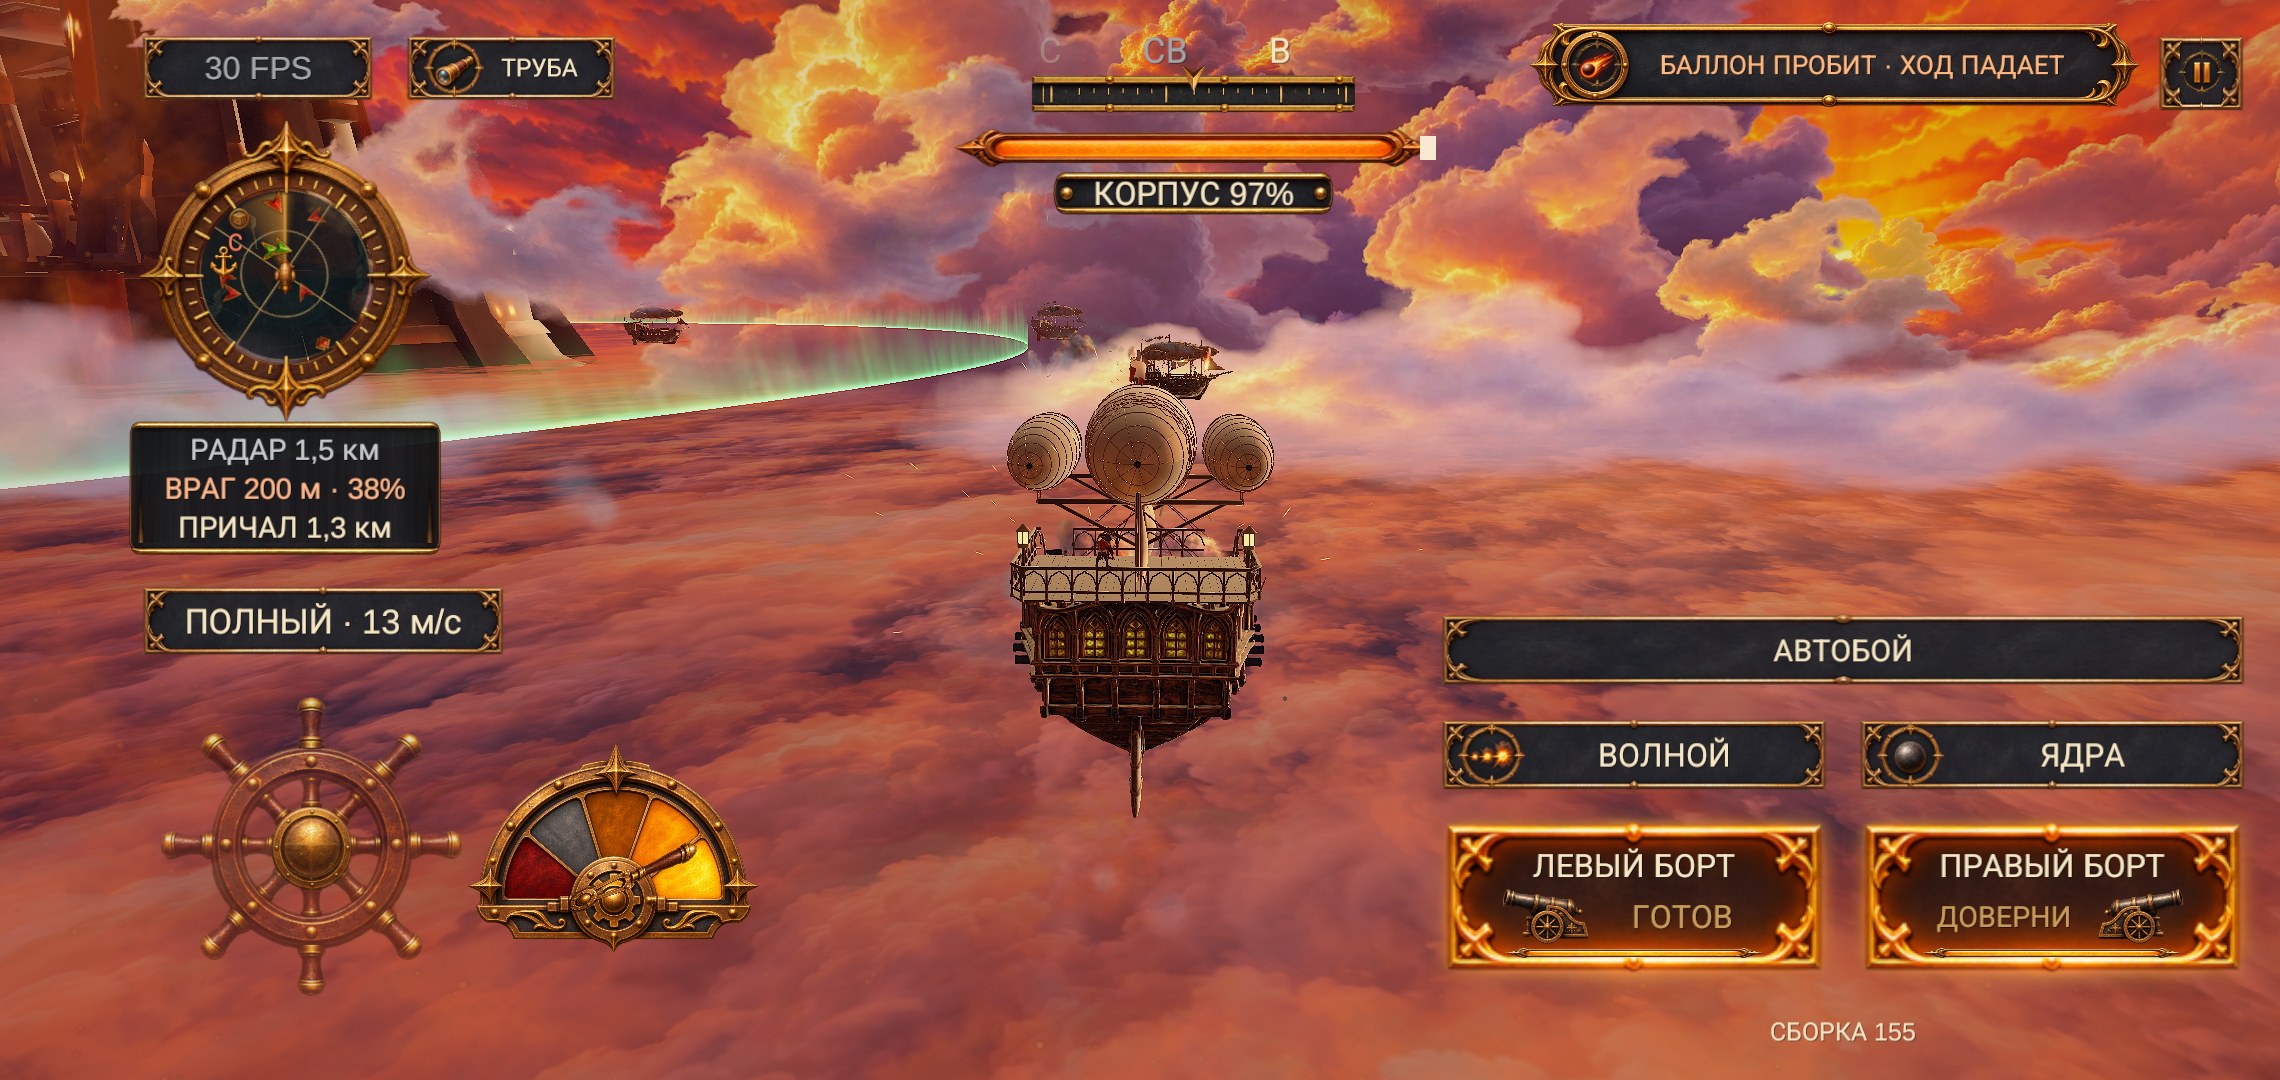 30 FPS
ТРУБА
С СВ В
БАЛЛОН ПРОБИТ · ХОД ПАДАЕТ
КОРПУС 97%
С
РАДАР 1,5 км
ВРАГ 200 м · 38%
ПРИЧАЛ 1,3 км
ПОЛНЫЙ · 13 м/с
АВТОБОЙ
ВОЛНОЙ
ЯДРА
ЛЕВЫЙ БОРТ
ГОТОВ
ПРАВЫЙ БОРТ
ДОВЕРНИ
СБОРКА 155